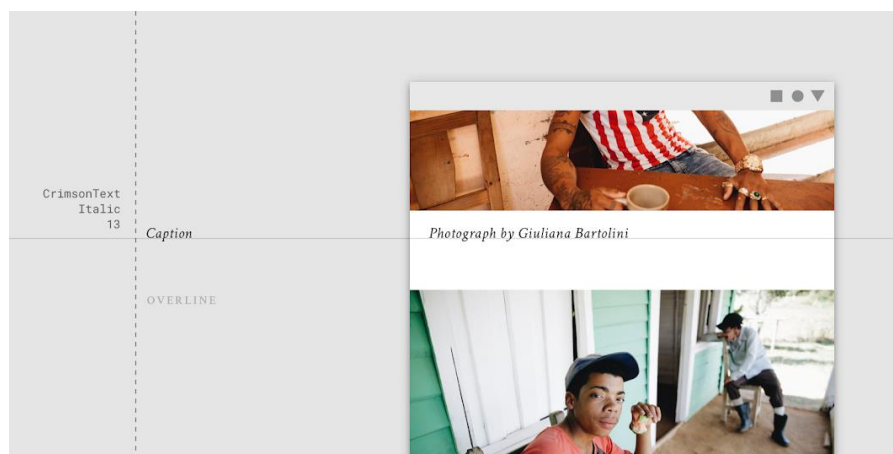 CrimsonText
Italic
13
Caption
Photograph by Giuliana Bartolini
OVERLINE